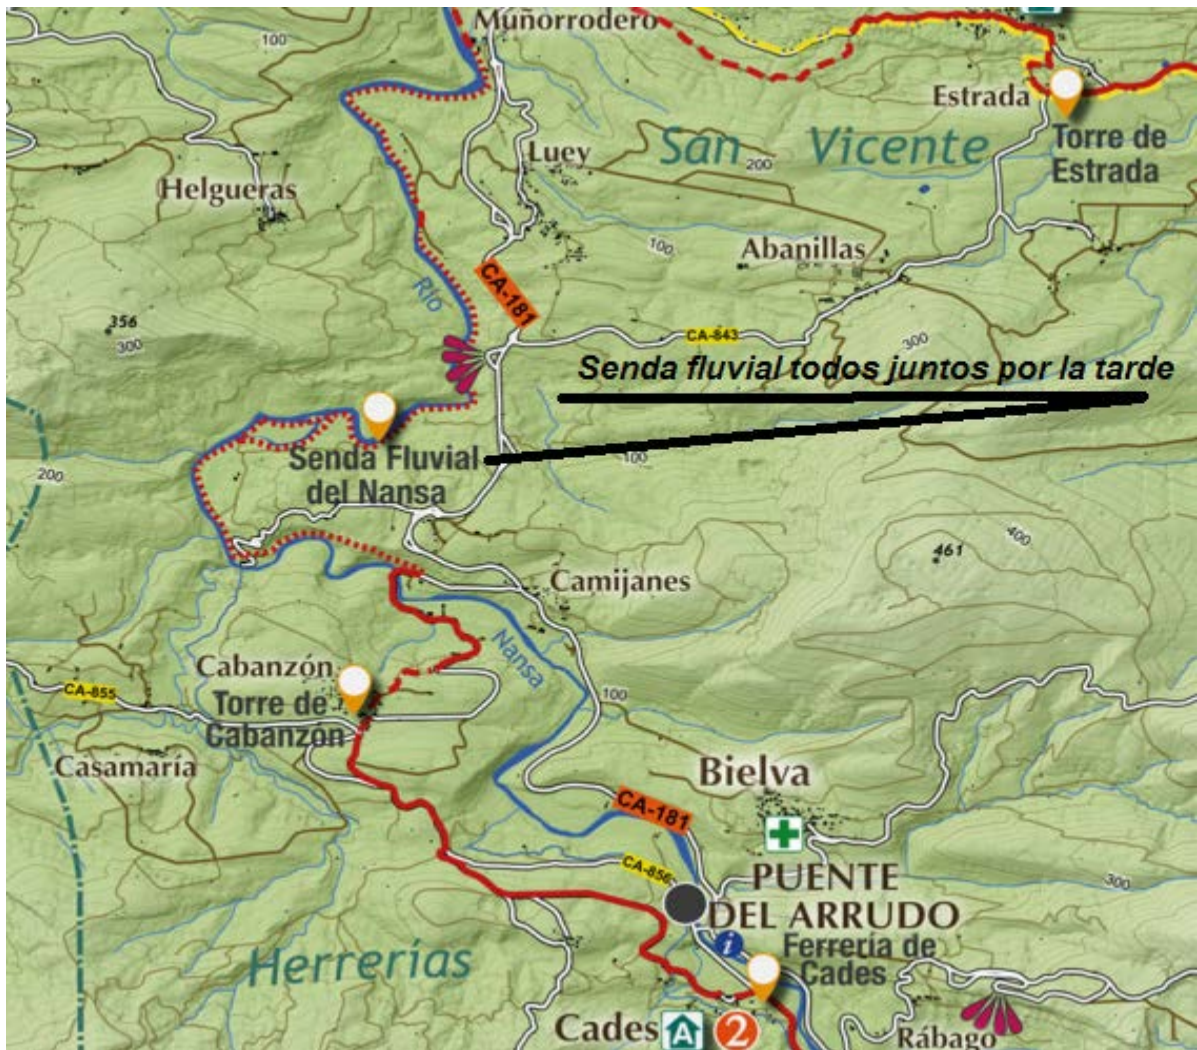 Muñorrodero
100
Estrada
Torre de
Estrada
San Vicente
200
Luey
Helgueras
100
Abanillas
Río
CA-181
356
300
CA-843
300
Senda fluvial todos juntos por la tarde
Senda Fluvial
del Nansa
100
200
400
461
Camijanes
Nansa
Cabanzón
CA-855
Torre de
Cabanzón
100
Casamaría
Bielva
CA-181
CA-856
PUENTE
DEL ARRUDO
300
i
Ferrería de
Cades
Herrerías
Cades
A
2
Rábago